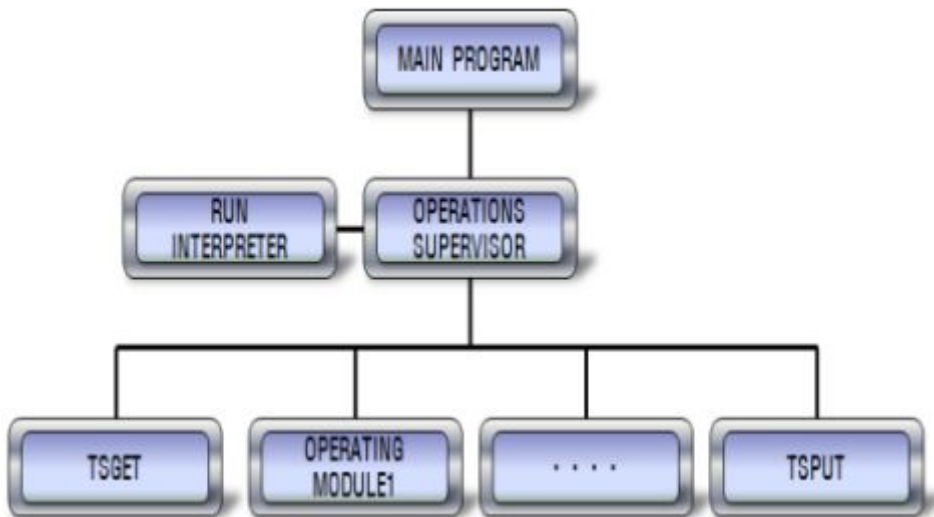 MAIN PROGRAM
RUN
INTERPRETER
OPERATIONS
SUPERVISOR
TSGET
OPERATING
MODULE1
. . . .
TSPUT